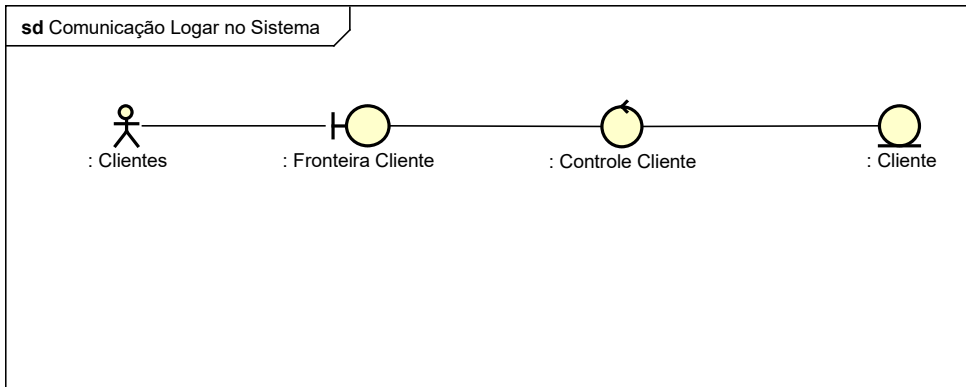 sd Comunicação Logar no Sistema
: Clientes
: Fronteira Cliente
: Controle Cliente
: Cliente